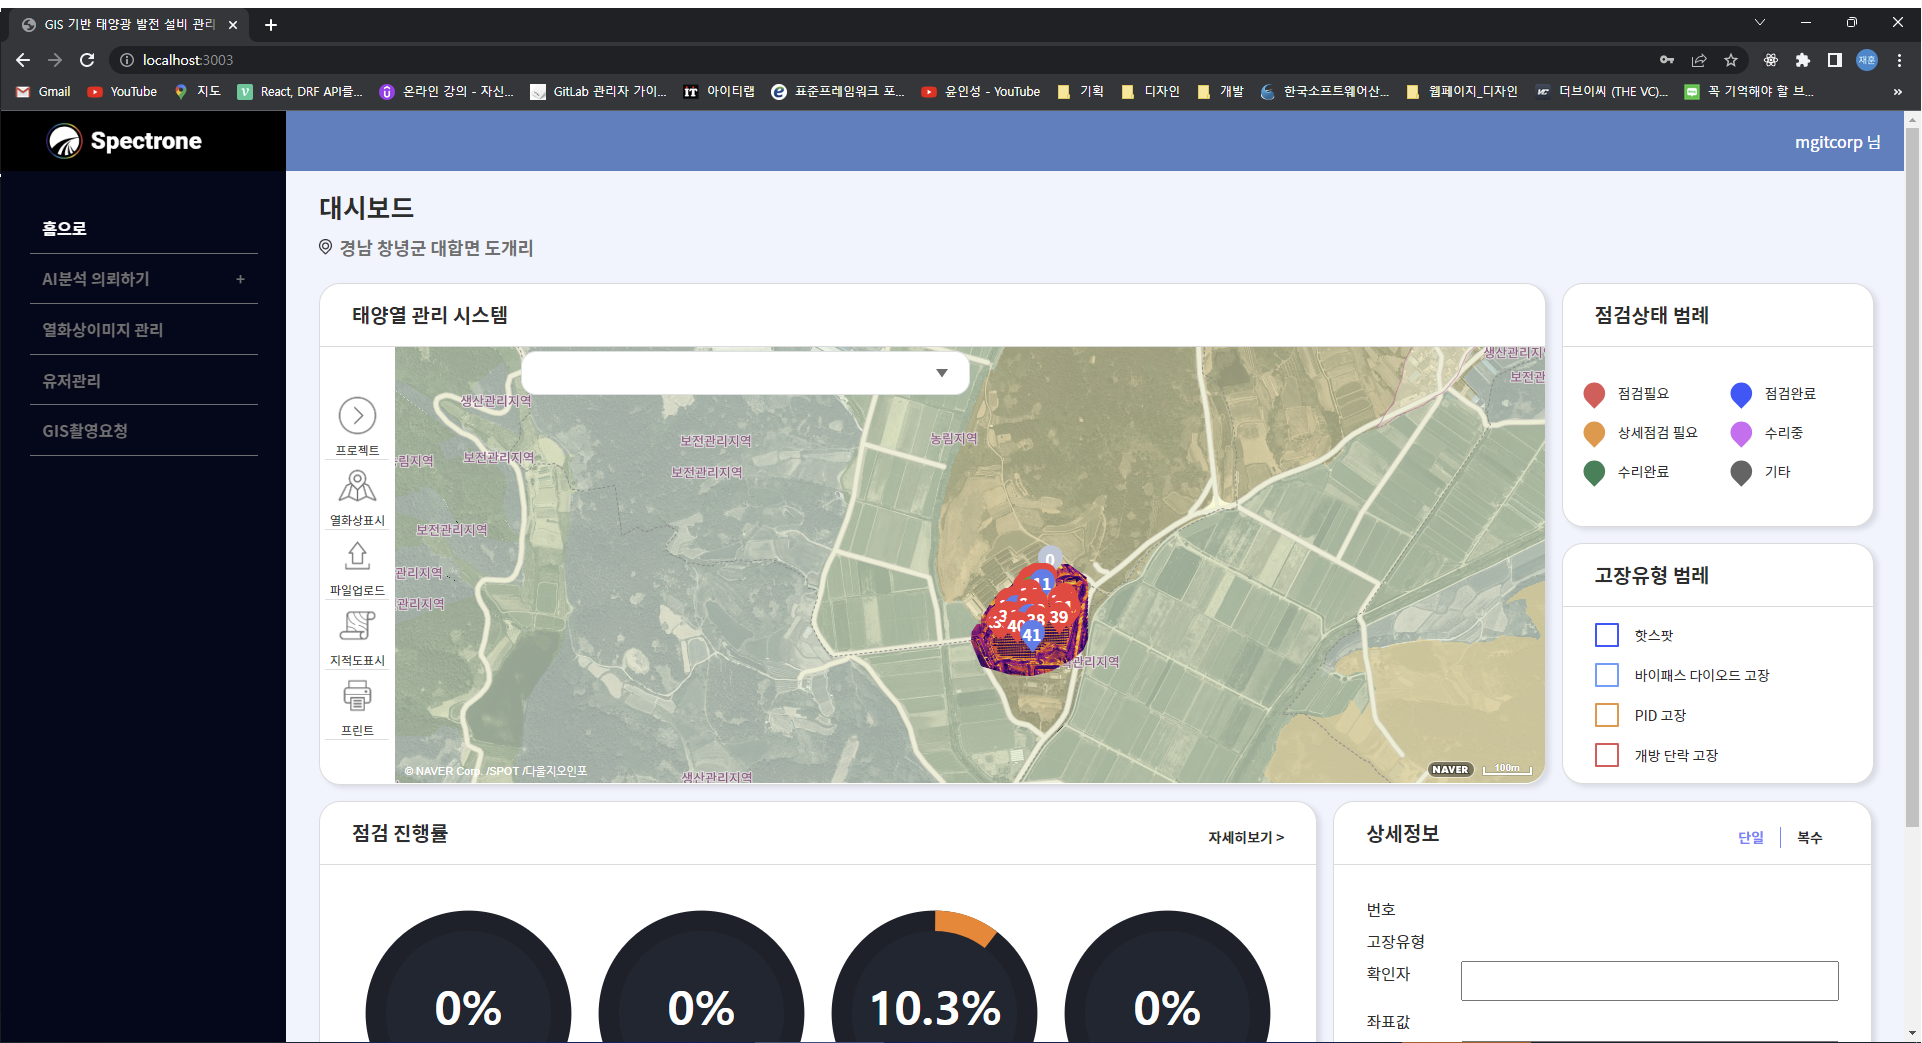 GIS 기반 태양광 발전 설비 관리
localhost:3003
Gmail
YouTube
지도
React, DRF API를...
온라인 강의 - 자신...
GitLab 관리자 가이...
아이티랩
표준프레임워크 포...
윤인성 - YouTube
기획
디자인
개발
한국소프트웨어산...
웹페이지_디자인
더브이씨 (THE VC)...
꼭 기억해야 할 브...
»
재훈
Spectrone
mgitcorp 님
홈으로
AI분석 의뢰하기 +
열화상이미지 관리
유저관리
GIS촬영요청
대시보드
경남 창녕군 대합면 도개리
태양열 관리 시스템
프로젝트
열화상표시
파일업로드
지적도표시
프린트
생산관리지역
보전관리지역
보전관리지역
보전관리지역
농림지역
보전관리지역
관리지역
관리지역
생산관리지역
생산관리지
보전관
관리지역
0
11
39
38
40
41
© NAVER Corp. /SPOT /다울지오인포
NAVER
100m
점검상태 범례
점검필요
점검완료
상세점검 필요
수리중
수리완료
기타
고장유형 범례
핫스팟
바이패스 다이오드 고장
PID 고장
개방 단락 고장
점검 진행률
자세히보기 >
0%
0%
10.3%
0%
상세정보
단일
복수
번호
고장유형
확인자
좌표값